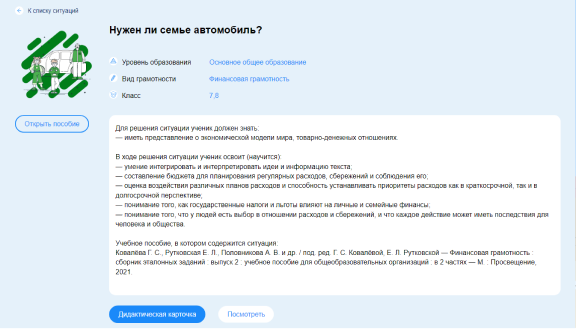 К списку ситуаций
Нужен ли семье автомобиль?
Уровень образования Основное общее образование
Вид грамотности Финансовая грамотность
Класс 7,8
Открыть пособие
Для решения ситуации ученик должен знать:
— иметь представление о экономической модели мира, товарно-денежных отношениях.
В ходе решения ситуации ученик освоит (научится):
— умение интегрировать и интерпретировать идеи и информацию текста;
— составление бюджета для планирования регулярных расходов, сбережений и соблюдения его;
— оценка воздействия различных планов расходов и способность устанавливать приоритеты расходов как в краткосрочной, так и в
долгосрочной перспективе;
— понимание того, как государственные налоги и льготы влияют на личные и семейные финансы;
— понимание того, что у людей есть выбор в отношении расходов и сбережений, и что каждое действие может иметь последствия для
человека и общества.
Учебное пособие, в котором содержится ситуация:
Ковалёва Г. С., Рутковская Е. Л., Половникова А. В. и др. / под. ред. Г. С. Ковалёвой, Е. Л. Рутковской — Финансовая грамотность :
сборник эталонных заданий : выпуск 2 : учебное пособие для общеобразовательных организаций : в 2 частях — М. : Просвещение,
2021.
Дидактическая карточка
Посмотреть